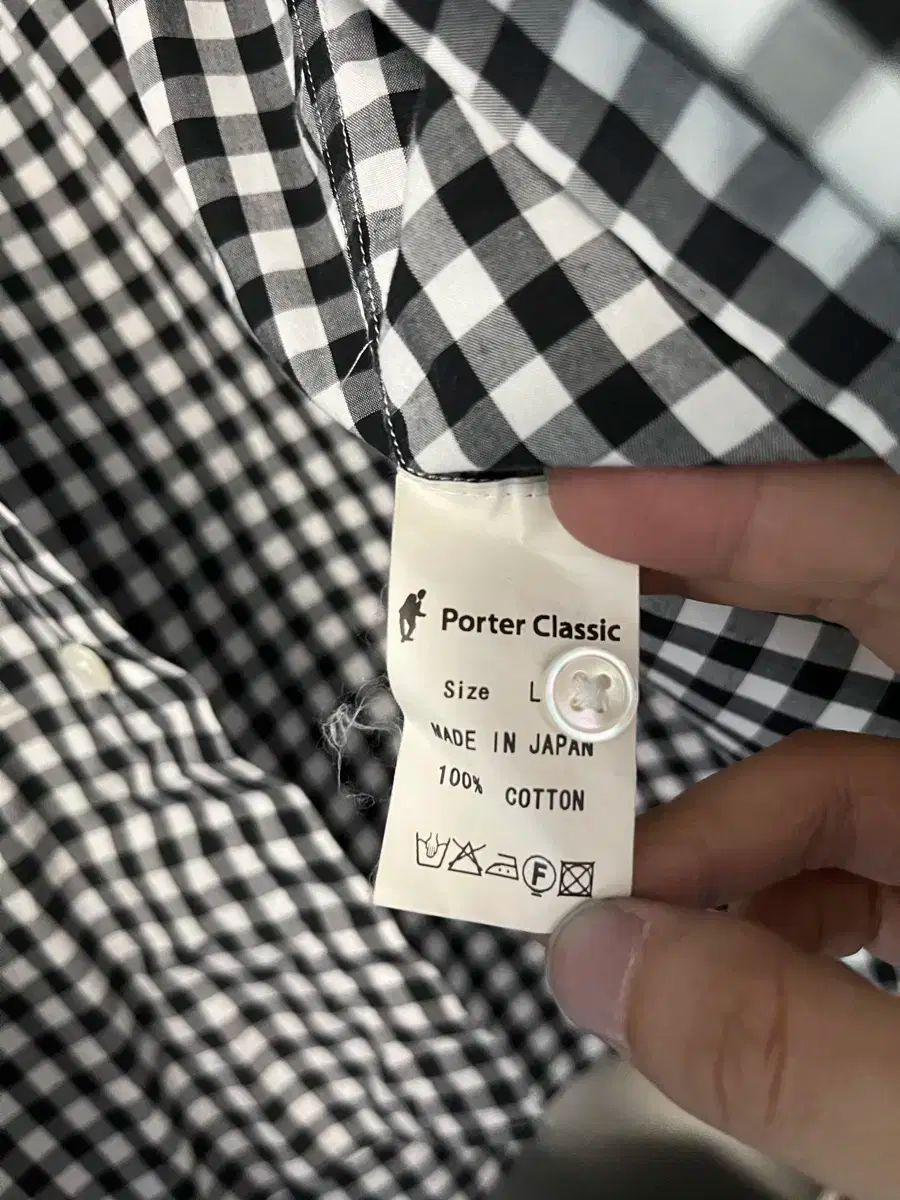 Porter Classic
Size L
MADE IN JAPAN
100% COTTON
F